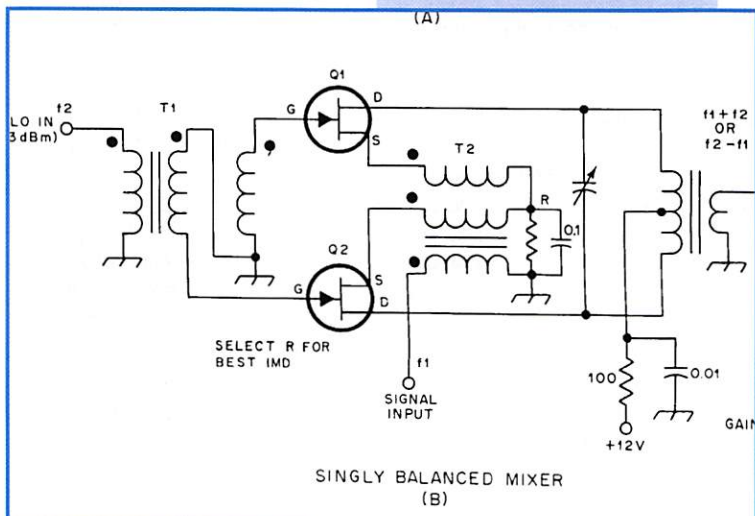 (A)
Q1
f2
LO IN
3dBm)
T1
G
D
S
T2
f1+f2
OR
f2-f1
R
0.1
Q2
G
S
D
SELECT R FOR
BEST IMD
f1
SIGNAL
INPUT
100
0.01
+12V
GAIN
SINGLY BALANCED MIXER
(B)